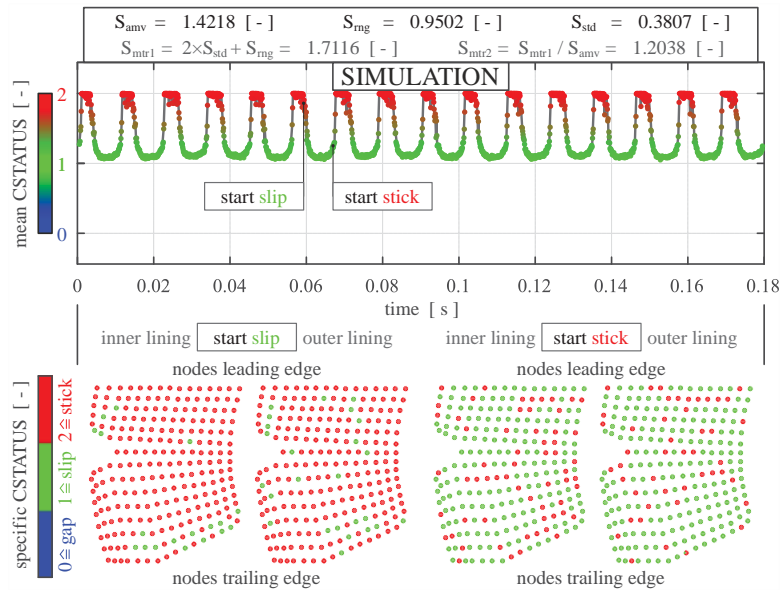 S_amv = 1.4218 [ - ] S_rng = 0.9502 [ - ] S_std = 0.3807 [ - ]
S_mtr1 = 2×S_std + S_rng = 1.7116 [ - ] S_mtr2 = S_mtr1 / S_amv = 1.2038 [ - ]
SIMULATION
mean CSTATUS [ - ]
2
1
0
start slip
start stick
0 0.02 0.04 0.06 0.08 0.1 0.12 0.14 0.16 0.18
time [ s ]
inner lining start slip outer lining inner lining start stick outer lining
nodes leading edge nodes leading edge
specific CSTATUS [ - ]
0≙gap 1≙slip 2≙stick
nodes trailing edge nodes trailing edge